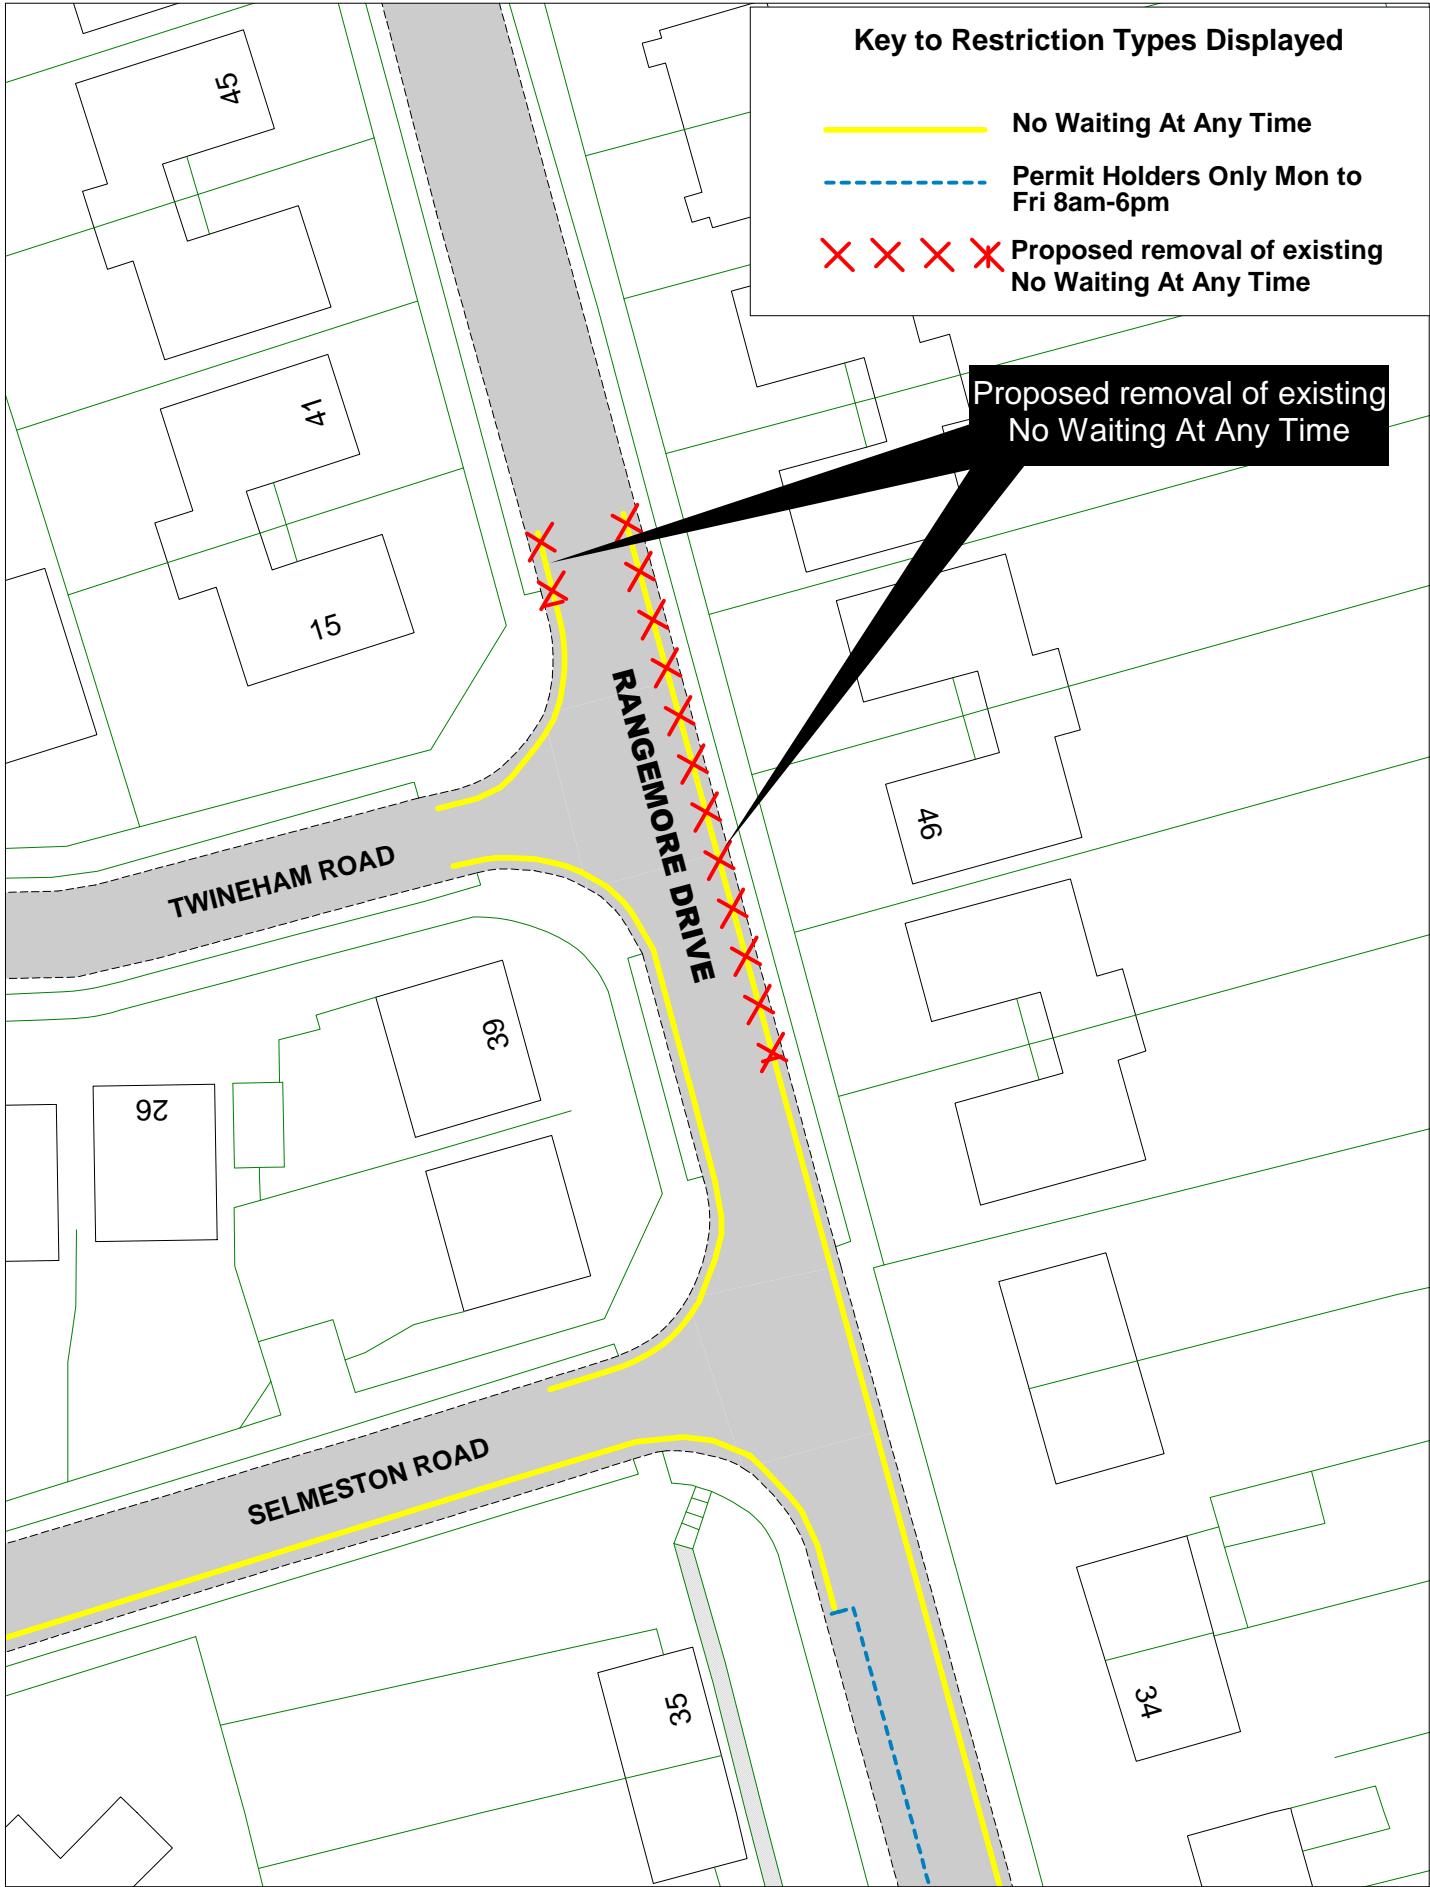 Key to Restriction Types Displayed
No Waiting At Any Time
Permit Holders Only Mon to
Fri 8am-6pm
Proposed removal of existing
No Waiting At Any Time
Proposed removal of existing
No Waiting At Any Time
45
41
15
RANGEMORE DRIVE
46
TWINEHAM ROAD
39
26
SELMESTON ROAD
35
34